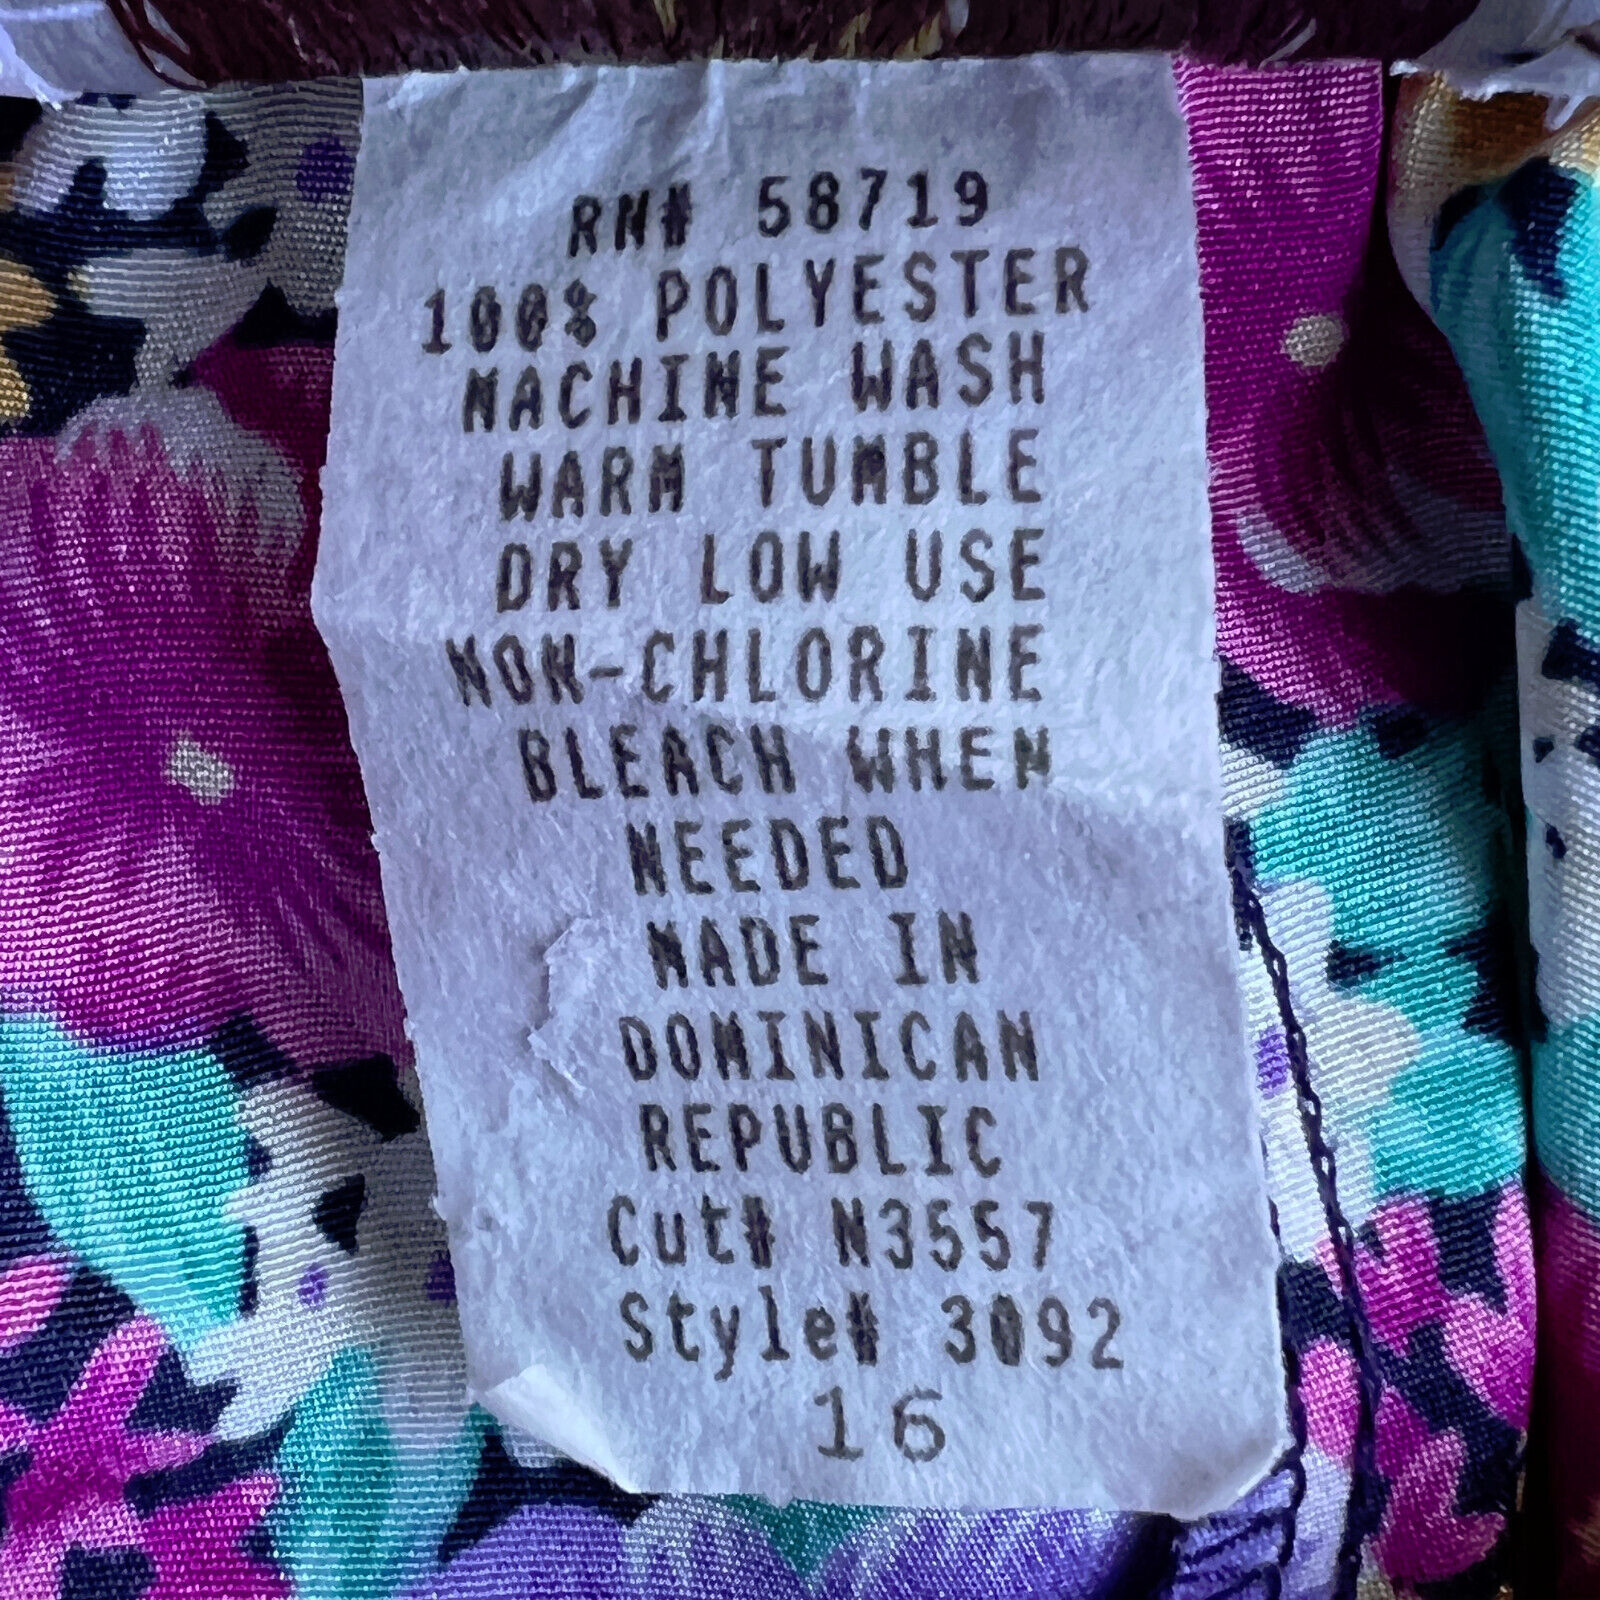 RN# 58719
100% POLYESTER
MACHINE WASH
WARM TUMBLE
DRY LOW USE
NON-CHLORINE
BLEACH WHEN
NEEDED
MADE IN
DOMINICAN
REPUBLIC
Cut# N3557
Style# 3092
16